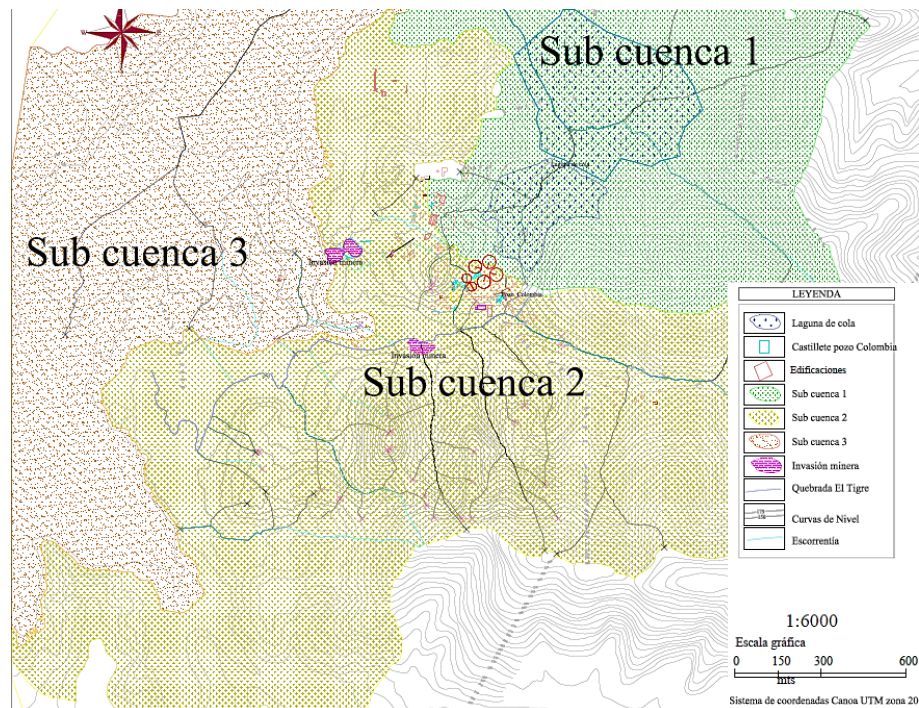 Sub cuenca 1
Laguna de cola
Sub cuenca 3
Invasión minera
Pozo Colombia
Invasión minera
Sub cuenca 2
LEYENDA
Laguna de cola
Castillete pozo Colombia
Edificaciones
Sub cuenca 1
Sub cuenca 2
Sub cuenca 3
Invasión minera
Quebrada El Tigre
Curvas de Nivel
Escorrentía
1:6000
Escala gráfica
0 150 300 600
mts
Sistema de coordenadas Canoa UTM zona 20